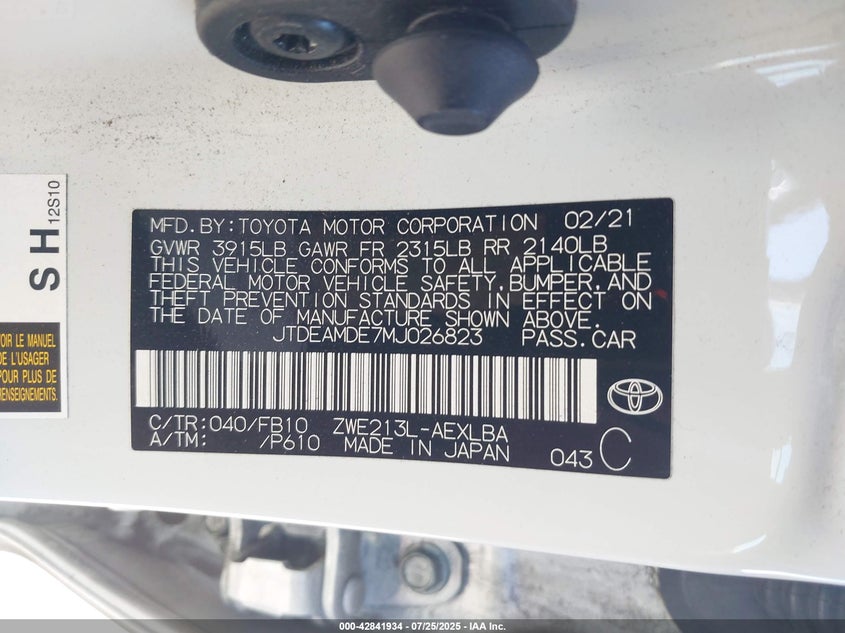 MFD.BY:TOYOTA MOTOR CORPORATION 02/21
GVWR 3915LB GAWR FR 2315LB RR 2140LB
THIS VEHICLE CONFORMS TO ALL APPLICABLE
FEDERAL MOTOR VEHICLE SAFETY,BUMPER,AND
THEFT PREVENTION STANDARDS IN EFFECT ON
THE DATE OF MANUFACTURE SHOWN ABOVE.
JTDEAMDE7MJ026823 PASS.CAR
C/TR:040/FB10 ZWE213L-AEXLBA
A/TM: /P610 MADE IN JAPAN 043 C
S H 12S10
OIR LE MANUEL
DE L'USAGER
POUR PLUS DE
RENSEIGNEMENTS.
000-42841934 - 07/25/2025 - © IAA Inc.